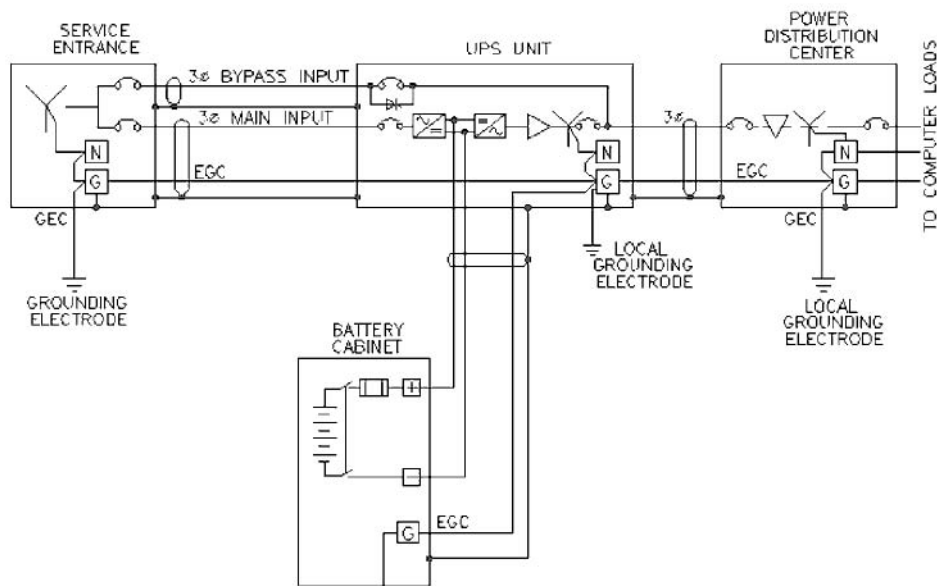 SERVICE
ENTRANCE
UPS UNIT
POWER
DISTRIBUTION
CENTER
3ø BYPASS INPUT
3ø MAIN INPUT
3ø
N
N
N
G
EGC
G
EGC
G
GEC
GEC
TO COMPUTER LOADS
GROUNDING
ELECTRODE
LOCAL
GROUNDING
ELECTRODE
LOCAL
GROUNDING
ELECTRODE
BATTERY
CABINET
+
−
G
EGC